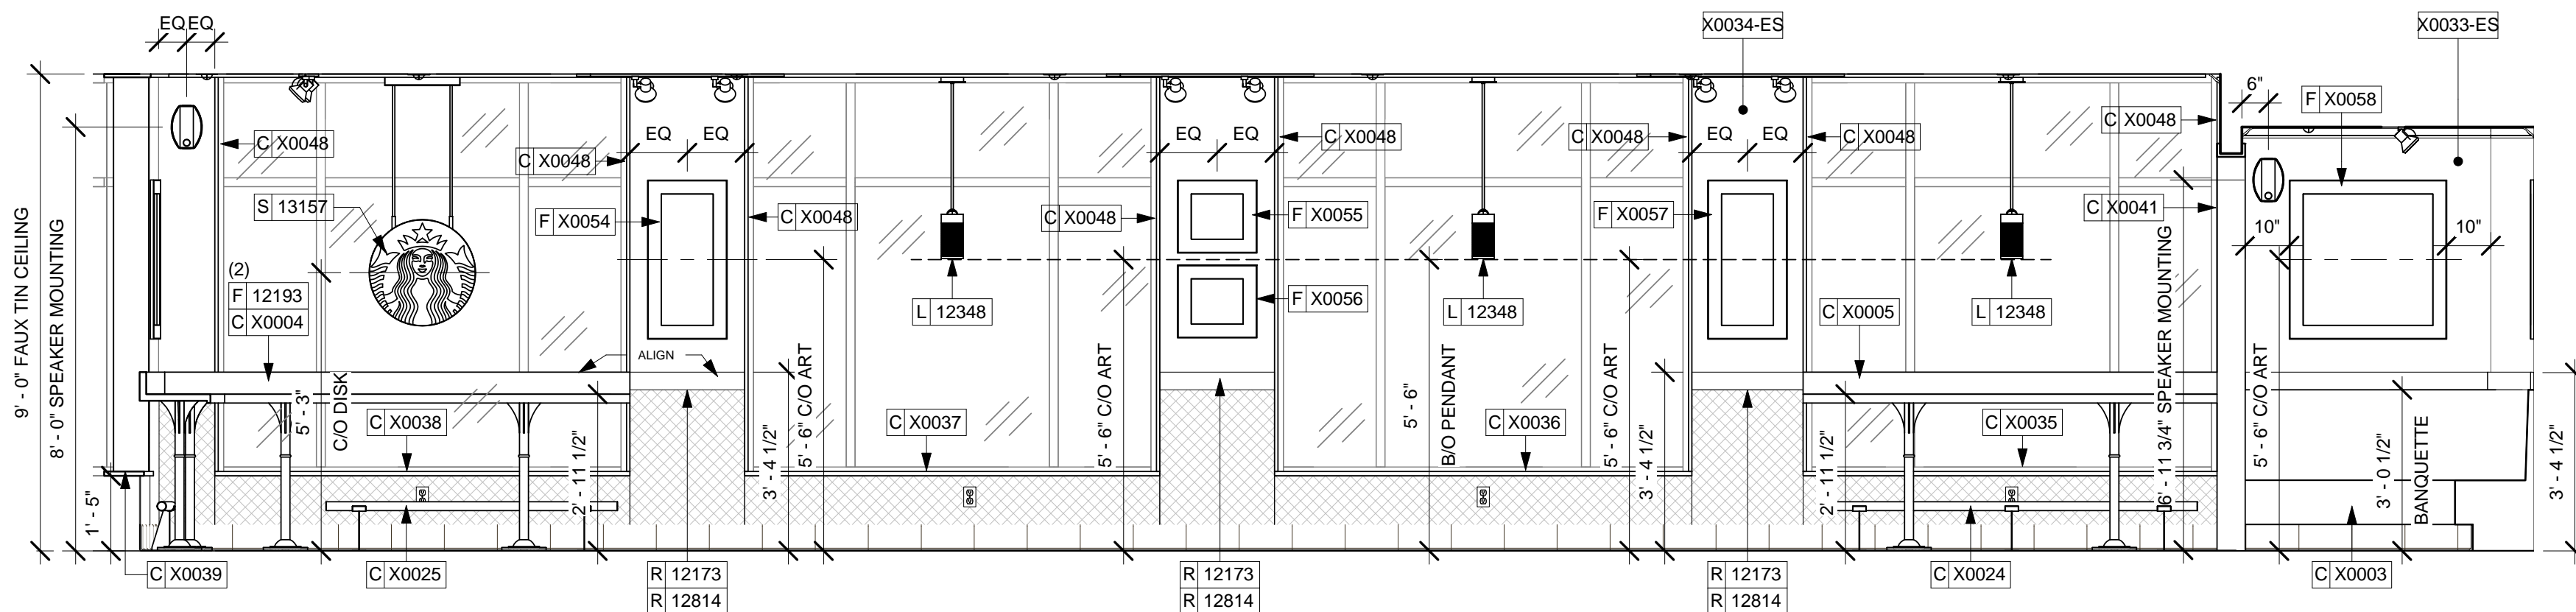 EQ EQ
X0034-ES
X0033-ES
6"
F X0058
EQ EQ
EQ EQ
EQ EQ
C X0048
C X0048
C X0048
C X0048
C X0048
C X0048
S 13157
F X0054
C X0048
C X0048
F X0055
F X0057
C X0041
10"
10"
9' - 0" FAUX TIN CEILING
8' - 0" SPEAKER MOUNTING
(2)
F 12193
C X0004
L 12348
F X0056
L 12348
C X0005
L 12348
ALIGN
5' - 3"
C/O DISK
C X0038
2' - 11 1/2"
3' - 4 1/2"
5' - 6" C/O ART
C X0037
5' - 6" C/O ART
5' - 6"
B/O PENDANT
C X0036
5' - 6" C/O ART
3' - 4 1/2"
2' - 11 1/2"
C X0035
6' - 11 3/4" SPEAKER MOUNTING
5' - 6" C/O ART
3' - 0 1/2"
BANQUETTE
3' - 4 1/2"
1' - 5"
C X0039
C X0025
R 12173
R 12814
R 12173
R 12814
R 12173
R 12814
C X0024
C X0003